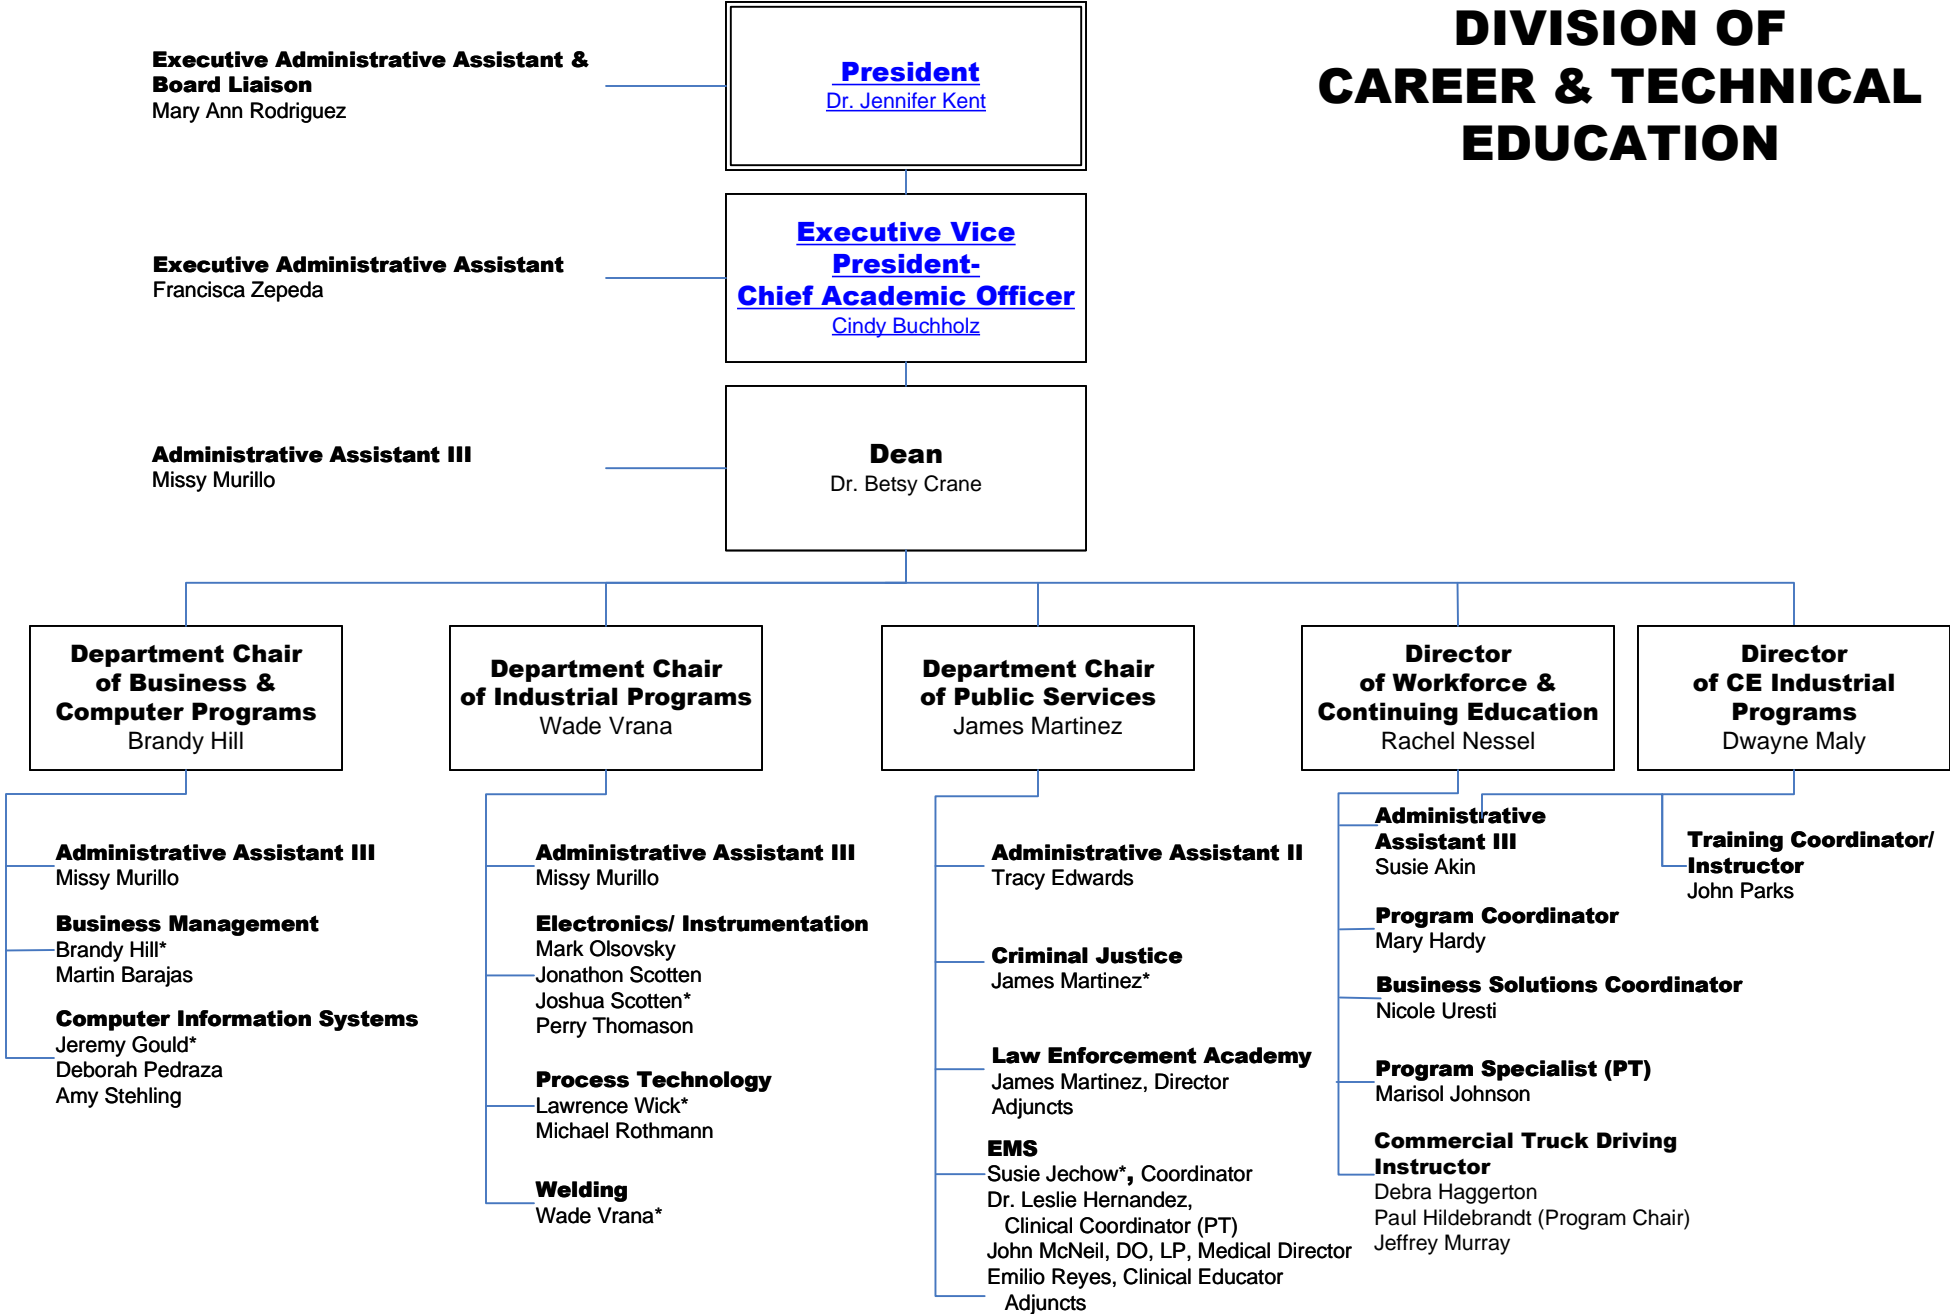 DIVISION OF
CAREER & TECHNICAL
EDUCATION
Executive Administrative Assistant &
Board Liaison
Mary Ann Rodriguez
President
Dr. Jennifer Kent
Executive Administrative Assistant
Francisca Zepeda
Executive Vice
President-
Chief Academic Officer
Cindy Buchholz
Administrative Assistant III
Missy Murillo
Dean
Dr. Betsy Crane
Department Chair
of Business &
Computer Programs
Brandy Hill
Department Chair
of Industrial Programs
Wade Vrana
Department Chair
of Public Services
James Martinez
Director
of Workforce &
Continuing Education
Rachel Nessel
Director
of CE Industrial
Programs
Dwayne Maly
Administrative Assistant III
Missy Murillo
Business Management
Brandy Hill*
Martin Barajas
Computer Information Systems
Jeremy Gould*
Deborah Pedraza
Amy Stehling
Administrative Assistant III
Missy Murillo
Electronics/ Instrumentation
Mark Olsovsky
Jonathon Scotten
Joshua Scotten*
Perry Thomason
Process Technology
Lawrence Wick*
Michael Rothmann
Welding
Wade Vrana*
Administrative Assistant II
Tracy Edwards
Criminal Justice
James Martinez*
Law Enforcement Academy
James Martinez, Director
Adjuncts
EMS
Susie Jechow*, Coordinator
Dr. Leslie Hernandez,
Clinical Coordinator (PT)
John McNeil, DO, LP, Medical Director
Emilio Reyes, Clinical Educator
Adjuncts
Administrative
Assistant III
Susie Akin
Program Coordinator
Mary Hardy
Business Solutions Coordinator
Nicole Uresti
Program Specialist (PT)
Marisol Johnson
Commercial Truck Driving
Instructor
Debra Haggerton
Paul Hildebrandt (Program Chair)
Jeffrey Murray
Training Coordinator/
Instructor
John Parks